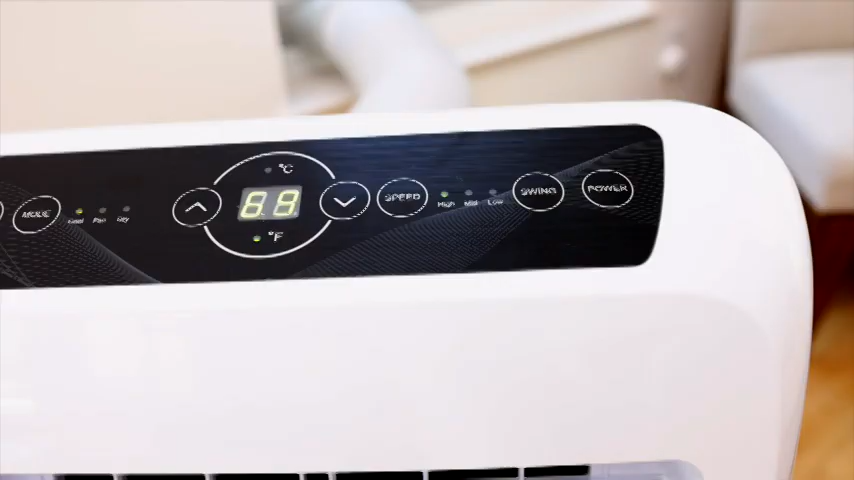 °C
MODE
Cool Fan Dry
88
SPEED
High Mid Low
SWING
POWER
°F